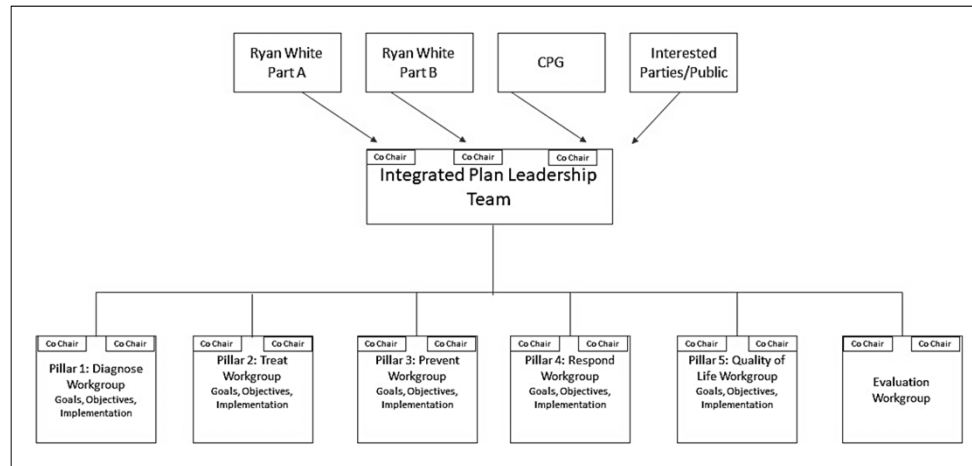 Ryan White
Part A
Ryan White
Part B
CPG
Interested
Parties/Public
Co Chair
Co Chair
Co Chair
Integrated Plan Leadership
Team
Co Chair
Co Chair
Pillar 1: Diagnose
Workgroup
Goals, Objectives,
Implementation
Co Chair
Co Chair
Pillar 2: Treat
Workgroup
Goals, Objectives,
Implementation
Co Chair
Co Chair
Pillar 3: Prevent
Workgroup
Goals, Objectives,
Implementation
Co Chair
Co Chair
Pillar 4: Respond
Workgroup
Goals, Objectives,
Implementation
Co Chair
Co Chair
Pillar 5: Quality of
Life Workgroup
Goals, Objectives,
Implementation
Co Chair
Co Chair
Evaluation
Workgroup